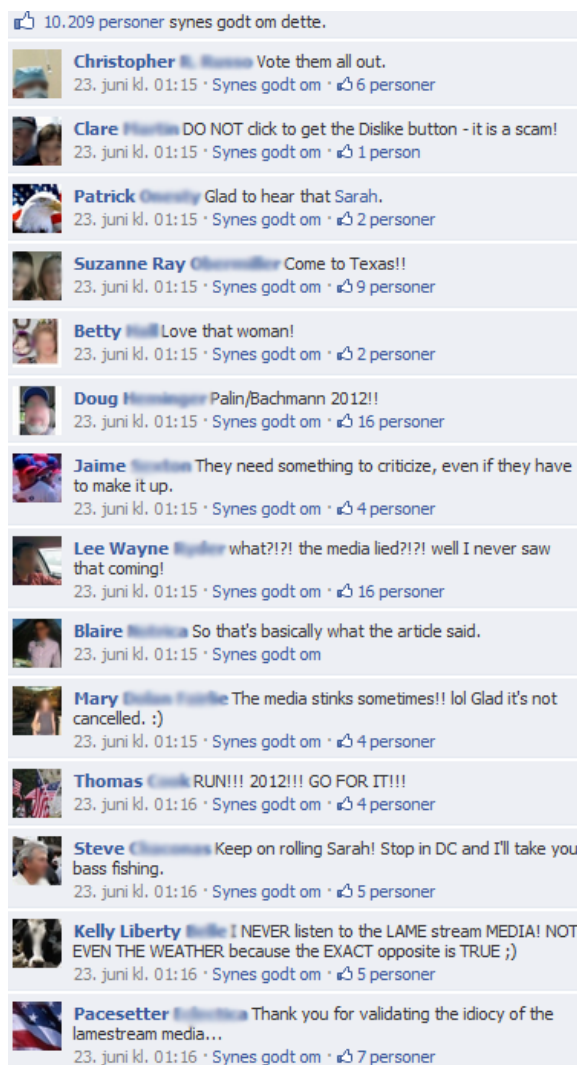 10.209 personer synes godt om dette.
Christopher Vote them all out.
23. juni kl. 01:15 · Synes godt om · 6 personer
Clare DO NOT click to get the Dislike button - it is a scam!
23. juni kl. 01:15 · Synes godt om · 1 person
Patrick Glad to hear that Sarah.
23. juni kl. 01:15 · Synes godt om · 2 personer
Suzanne Ray Come to Texas!!
23. juni kl. 01:15 · Synes godt om · 9 personer
Betty Love that woman!
23. juni kl. 01:15 · Synes godt om · 2 personer
Doug Palin/Bachmann 2012!!
23. juni kl. 01:15 · Synes godt om · 16 personer
Jaime They need something to criticize, even if they have
to make it up.
23. juni kl. 01:15 · Synes godt om · 4 personer
Lee Wayne what?!?! the media lied?!?! well I never saw
that coming!
23. juni kl. 01:15 · Synes godt om · 16 personer
Blaire So that's basically what the article said.
23. juni kl. 01:15 · Synes godt om
Mary The media stinks sometimes!! lol Glad it's not
cancelled. :)
23. juni kl. 01:15 · Synes godt om · 4 personer
Thomas RUN!!! 2012!!! GO FOR IT!!!
23. juni kl. 01:16 · Synes godt om · 4 personer
Steve Keep on rolling Sarah! Stop in DC and I'll take you
bass fishing.
23. juni kl. 01:16 · Synes godt om · 5 personer
Kelly Liberty I NEVER listen to the LAME stream MEDIA! NOT
EVEN THE WEATHER because the EXACT opposite is TRUE ;)
23. juni kl. 01:16 · Synes godt om · 5 personer
Pacesetter Thank you for validating the idiocy of the
lamestream media...
23. juni kl. 01:16 · Synes godt om · 7 personer